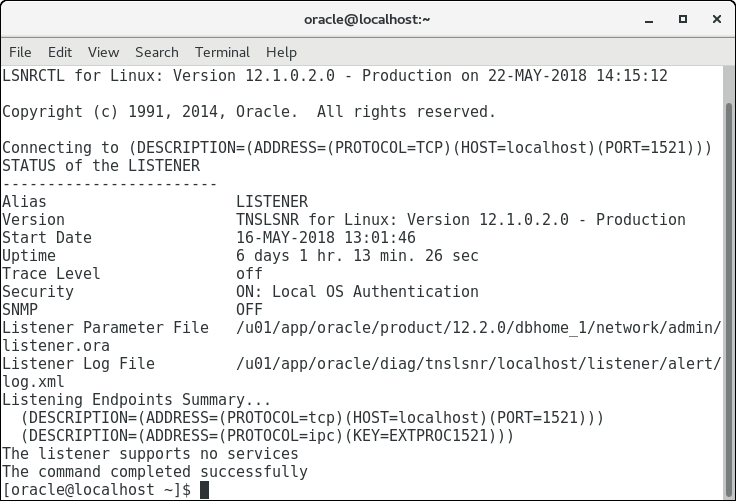 oracle@localhost:~
File Edit View Search Terminal Help
LSNRCTL for Linux: Version 12.1.0.2.0 - Production on 22-MAY-2018 14:15:12
Copyright (c) 1991, 2014, Oracle.  All rights reserved.
Connecting to (DESCRIPTION=(ADDRESS=(PROTOCOL=TCP)(HOST=localhost)(PORT=1521)))
STATUS of the LISTENER
------------------------
Alias                     LISTENER
Version                   TNSLSNR for Linux: Version 12.1.0.2.0 - Production
Start Date                16-MAY-2018 13:01:46
Uptime                    6 days 1 hr. 13 min. 26 sec
Trace Level               off
Security                  ON: Local OS Authentication
SNMP                      OFF
Listener Parameter File   /u01/app/oracle/product/12.2.0/dbhome_1/network/admin/
listener.ora
Listener Log File         /u01/app/oracle/diag/tnslsnr/localhost/listener/alert/
log.xml
Listening Endpoints Summary...
  (DESCRIPTION=(ADDRESS=(PROTOCOL=tcp)(HOST=localhost)(PORT=1521)))
  (DESCRIPTION=(ADDRESS=(PROTOCOL=ipc)(KEY=EXTPROC1521)))
The listener supports no services
The command completed successfully
[oracle@localhost ~]$